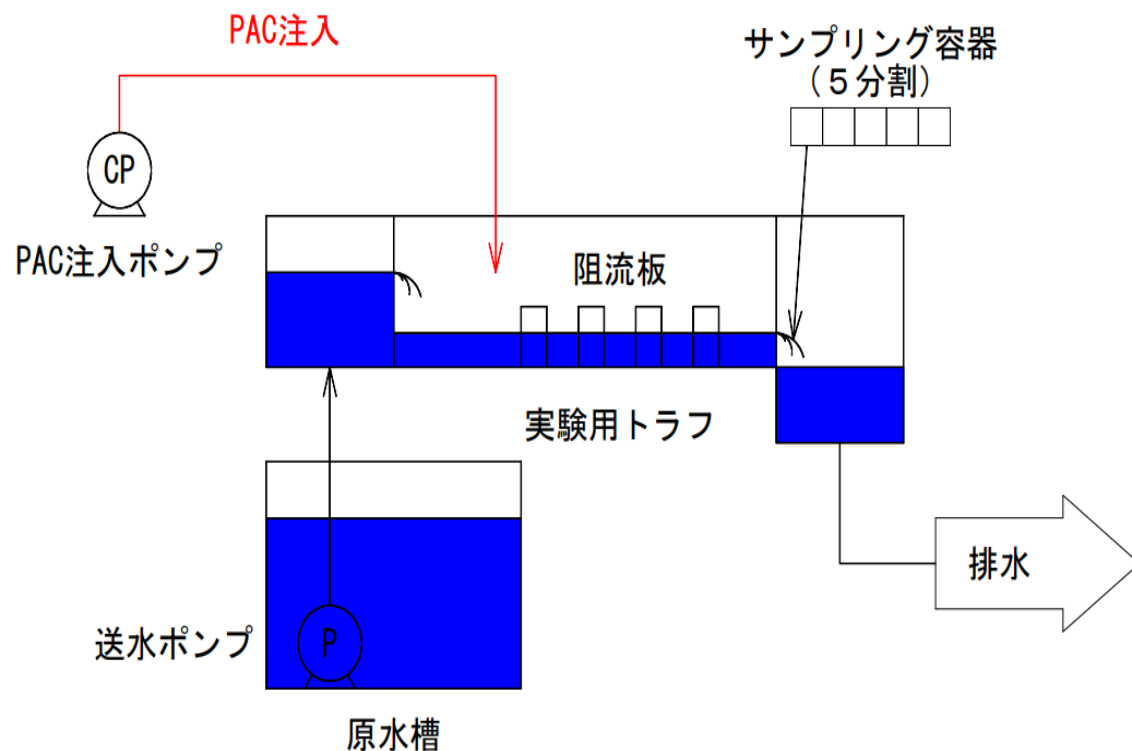 PAC注入
サンプリング容器
（５分割）
CP
PAC注入ポンプ
阻流板
実験用トラフ
排水
送水ポンプ
P
原水槽